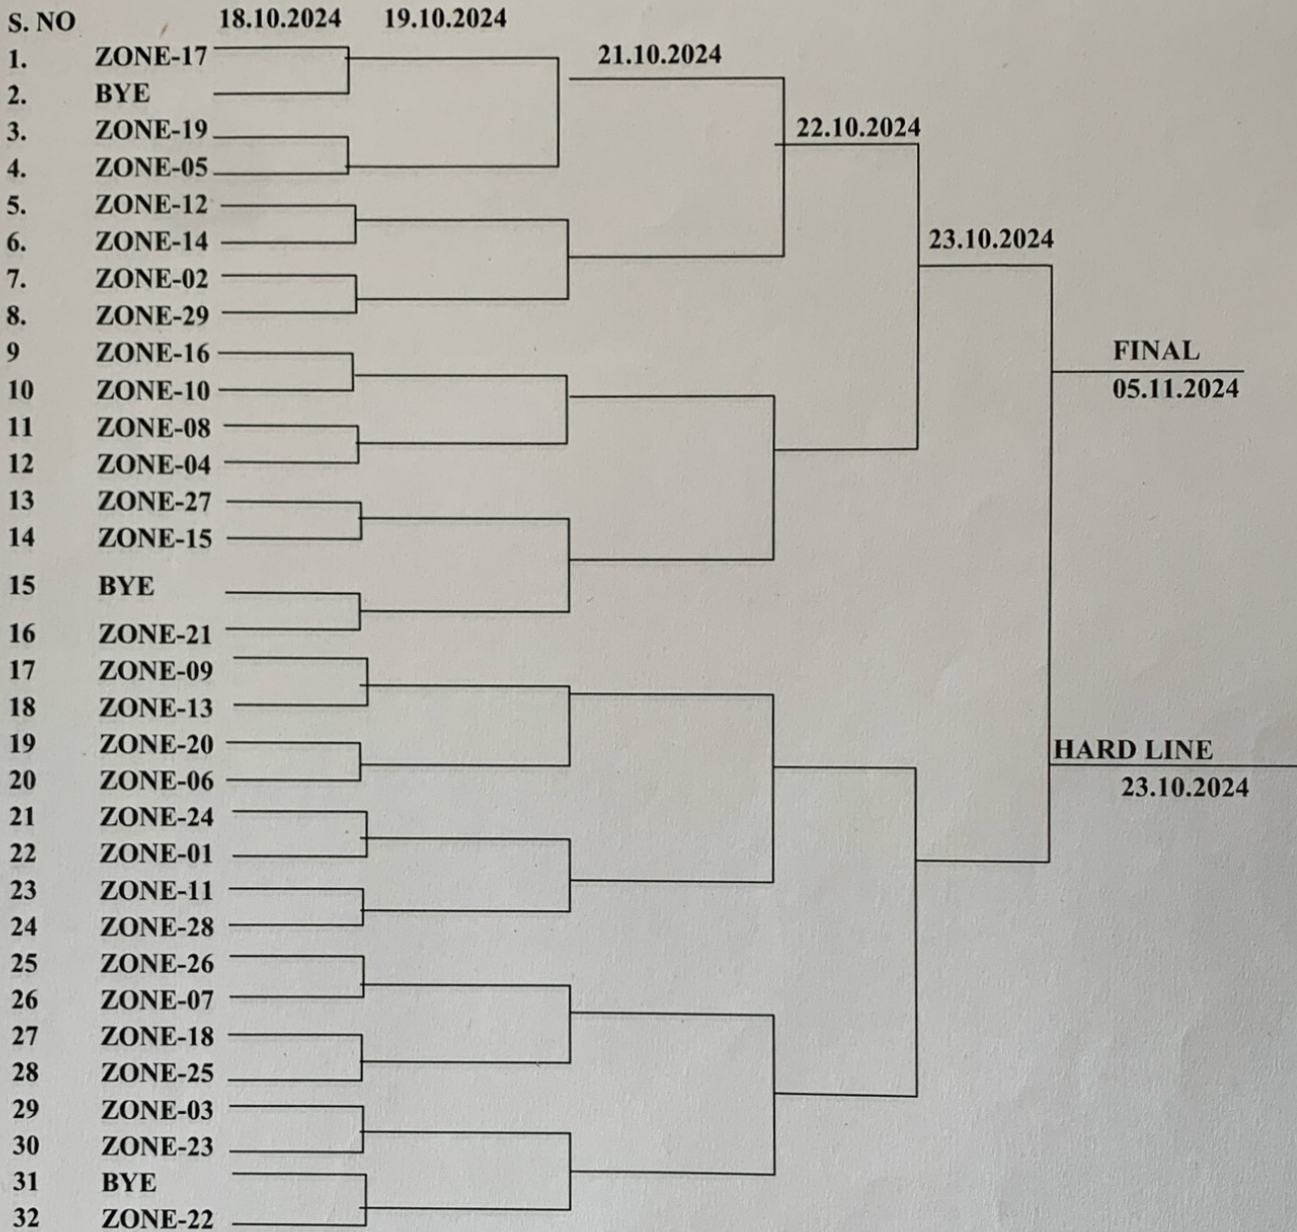 S. NO 18.10.2024 19.10.2024
21.10.2024
1. ZONE-17
2. BYE
3. ZONE-19
22.10.2024
4. ZONE-05
5. ZONE-12
6. ZONE-14
23.10.2024
7. ZONE-02
8. ZONE-29
9 ZONE-16
FINAL
10 ZONE-10
05.11.2024
11 ZONE-08
12 ZONE-04
13 ZONE-27
14 ZONE-15
15 BYE
16 ZONE-21
17 ZONE-09
18 ZONE-13
19 ZONE-20
HARD LINE
20 ZONE-06
23.10.2024
21 ZONE-24
22 ZONE-01
23 ZONE-11
24 ZONE-28
25 ZONE-26
26 ZONE-07
27 ZONE-18
28 ZONE-25
29 ZONE-03
30 ZONE-23
31 BYE
32 ZONE-22